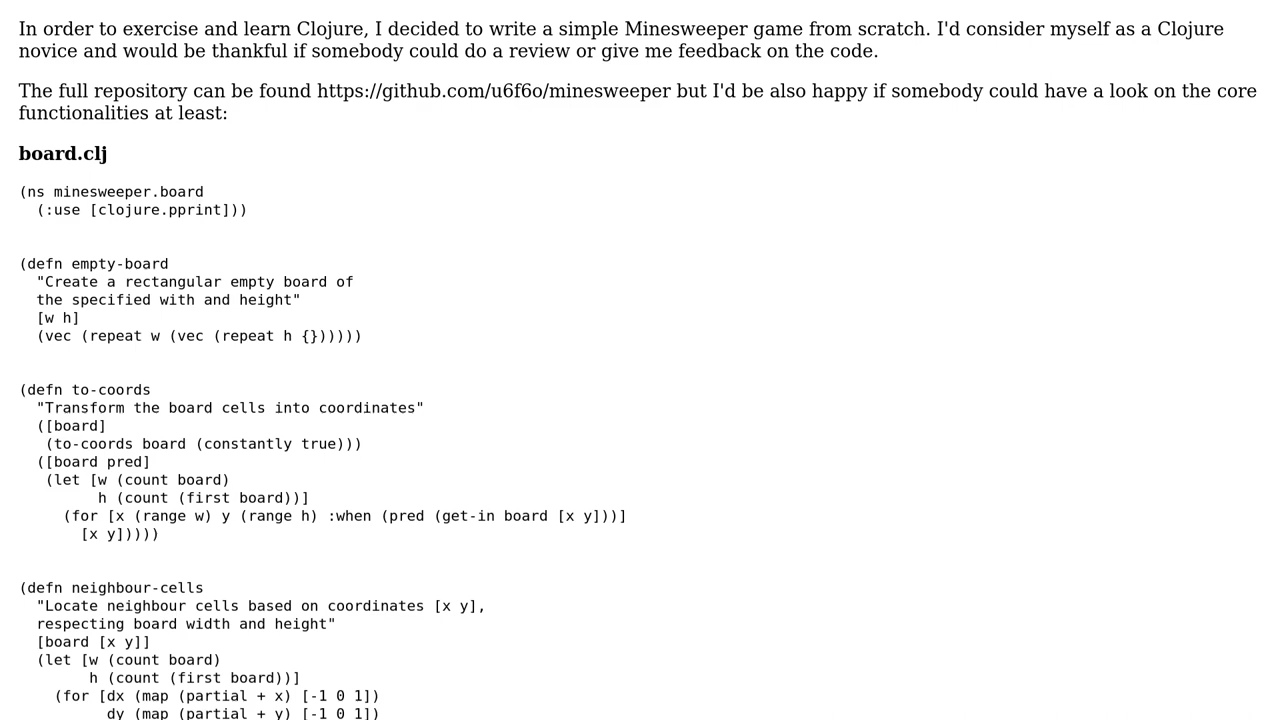 In order to exercise and learn Clojure, I decided to write a simple Minesweeper game from scratch. I'd consider myself as a Clojure
novice and would be thankful if somebody could do a review or give me feedback on the code.
The full repository can be found https://github.com/u6f6o/minesweeper but I'd be also happy if somebody could have a look on the core
functionalities at least:
board.clj
(ns minesweeper.board
  (:use [clojure.pprint]))
(defn empty-board
  "Create a rectangular empty board of
  the specified with and height"
  [w h]
  (vec (repeat w (vec (repeat h {})))))
(defn to-coords
  "Transform the board cells into coordinates"
  ([board]
   (to-coords board (constantly true)))
  ([board pred]
   (let [w (count board)
         h (count (first board))]
     (for [x (range w) y (range h) :when (pred (get-in board [x y]))]
       [x y]))))
(defn neighbour-cells
  "Locate neighbour cells based on coordinates [x y],
  respecting board width and height"
  [board [x y]]
  (let [w (count board)
        h (count (first board))]
    (for [dx (map (partial + x) [-1 0 1])
          dy (map (partial + y) [-1 0 1])